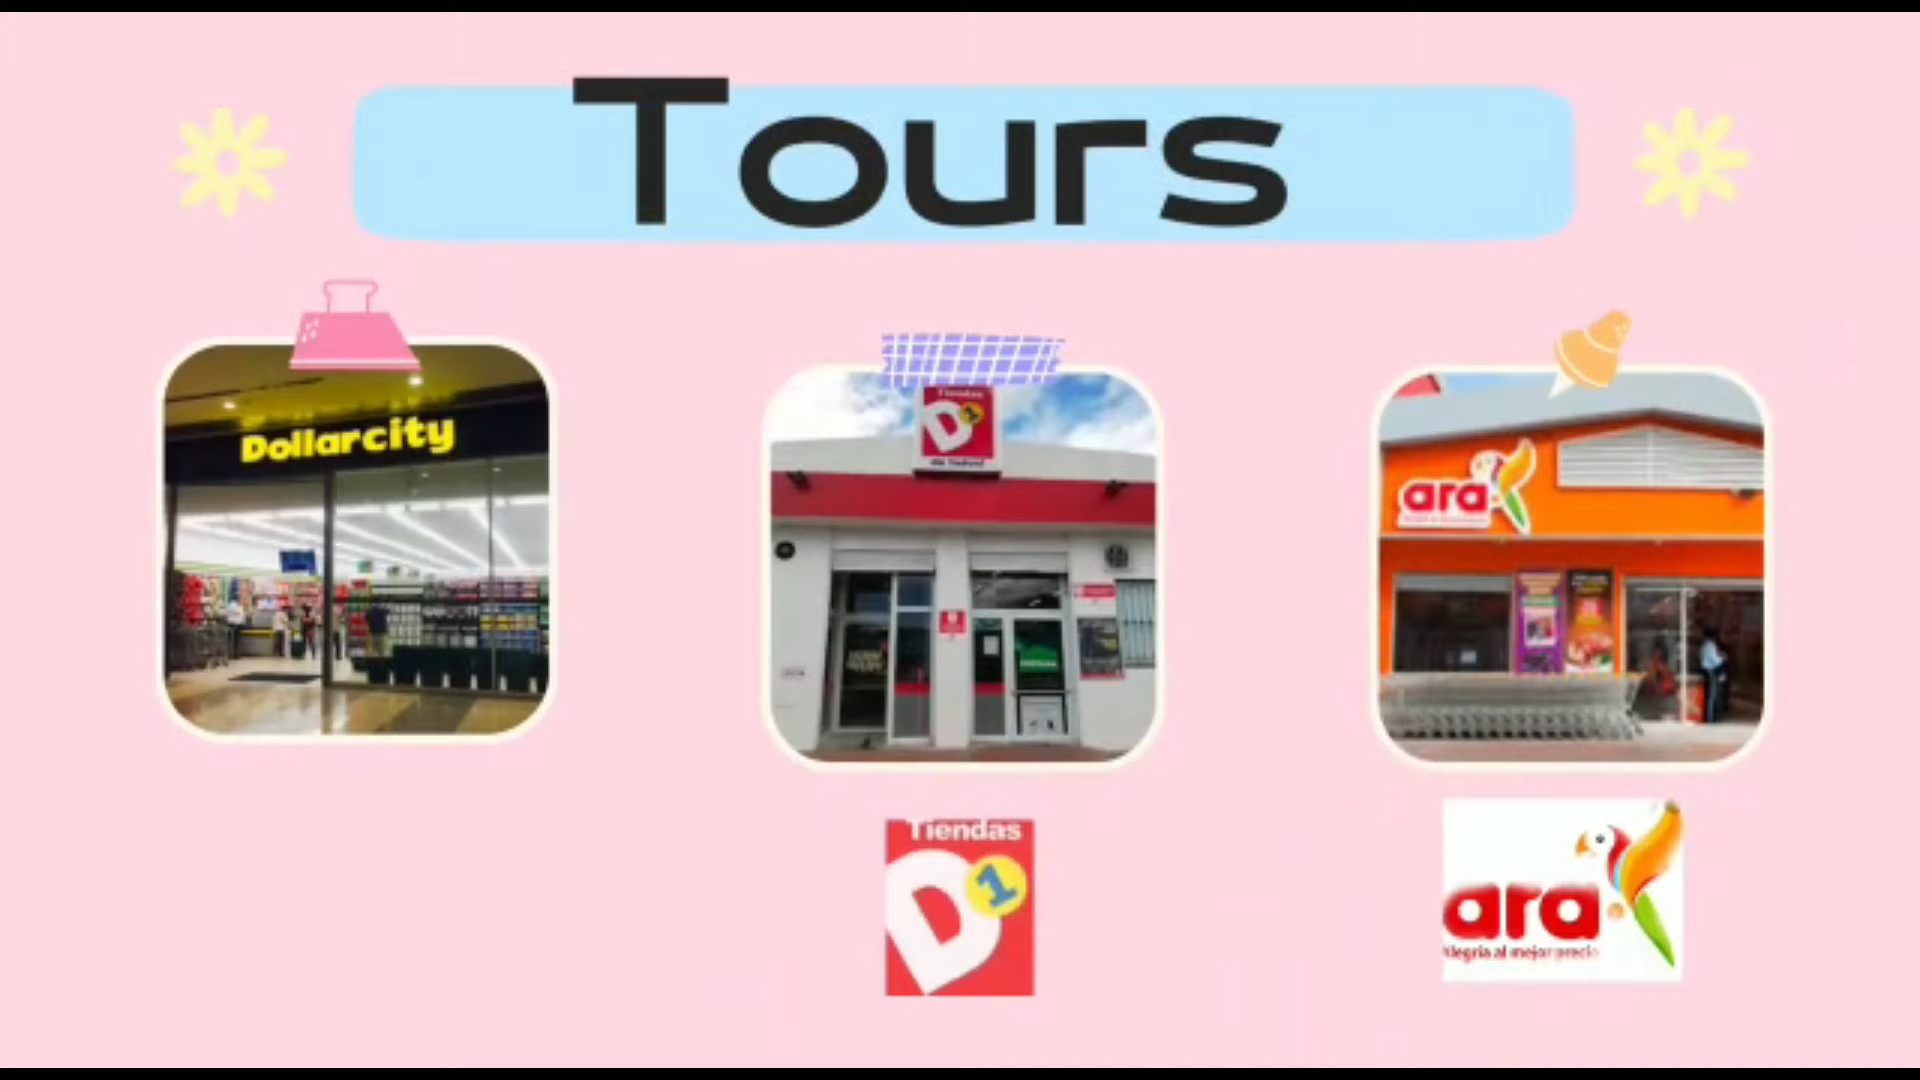 Tours
Dollarcity
Tiendas
D1
ara
Tiendas
D1
ara
Alegría al mejor precio